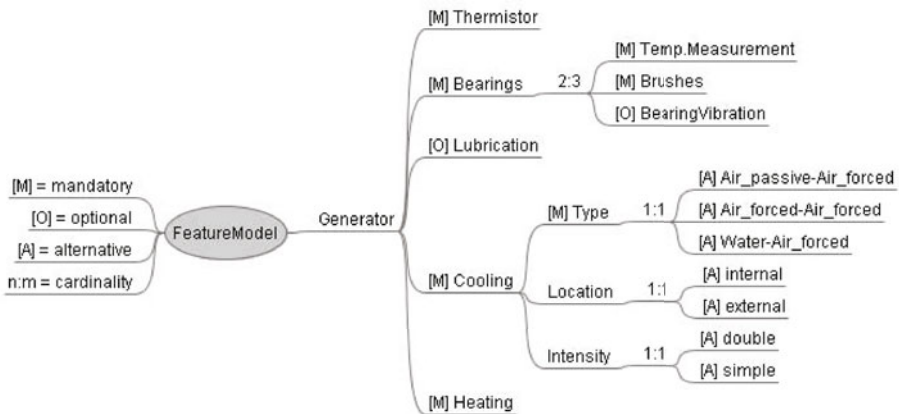 [M] = mandatory
[O] = optional
[A] = alternative
n:m = cardinality
FeatureModel
Generator
[M] Thermistor
[M] Bearings
2:3
[M] Temp.Measurement
[M] Brushes
[O] BearingVibration
[O] Lubrication
[M] Cooling
[M] Type
1:1
[A] Air_passive-Air_forced
[A] Air_forced-Air_forced
[A] Water-Air_forced
Location
1:1
[A] internal
[A] external
Intensity
1:1
[A] double
[A] simple
[M] Heating